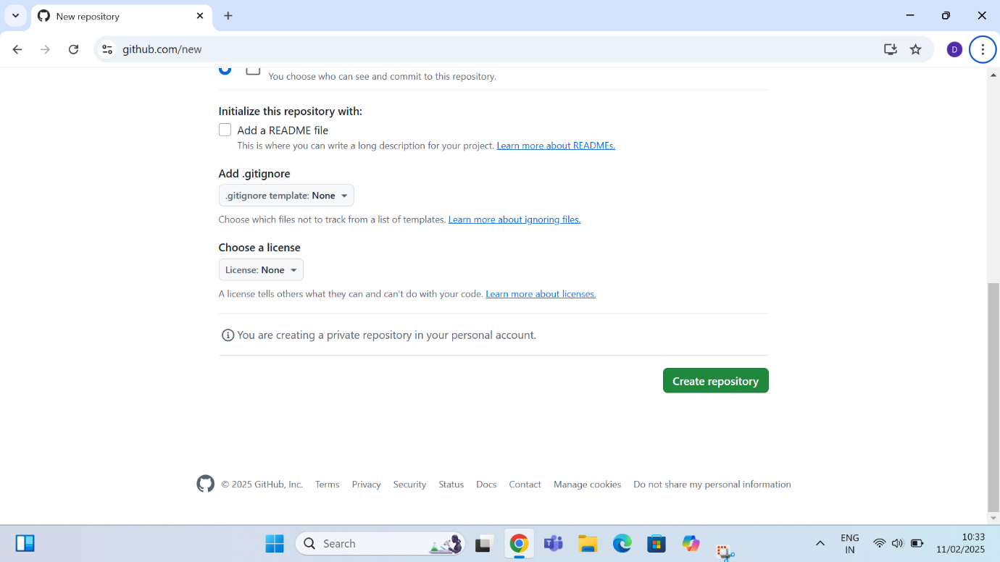 New repository
github.com/new
D
You choose who can see and commit to this repository.
Initialize this repository with:
Add a README file
This is where you can write a long description for your project. Learn more about READMEs.
Add .gitignore
.gitignore template: None
Choose which files not to track from a list of templates. Learn more about ignoring files.
Choose a license
License: None
A license tells others what they can and can't do with your code. Learn more about licenses.
You are creating a private repository in your personal account.
Create repository
© 2025 GitHub, Inc. Terms Privacy Security Status Docs Contact Manage cookies Do not share my personal information
Search
ENG
IN
10:33
11/02/2025